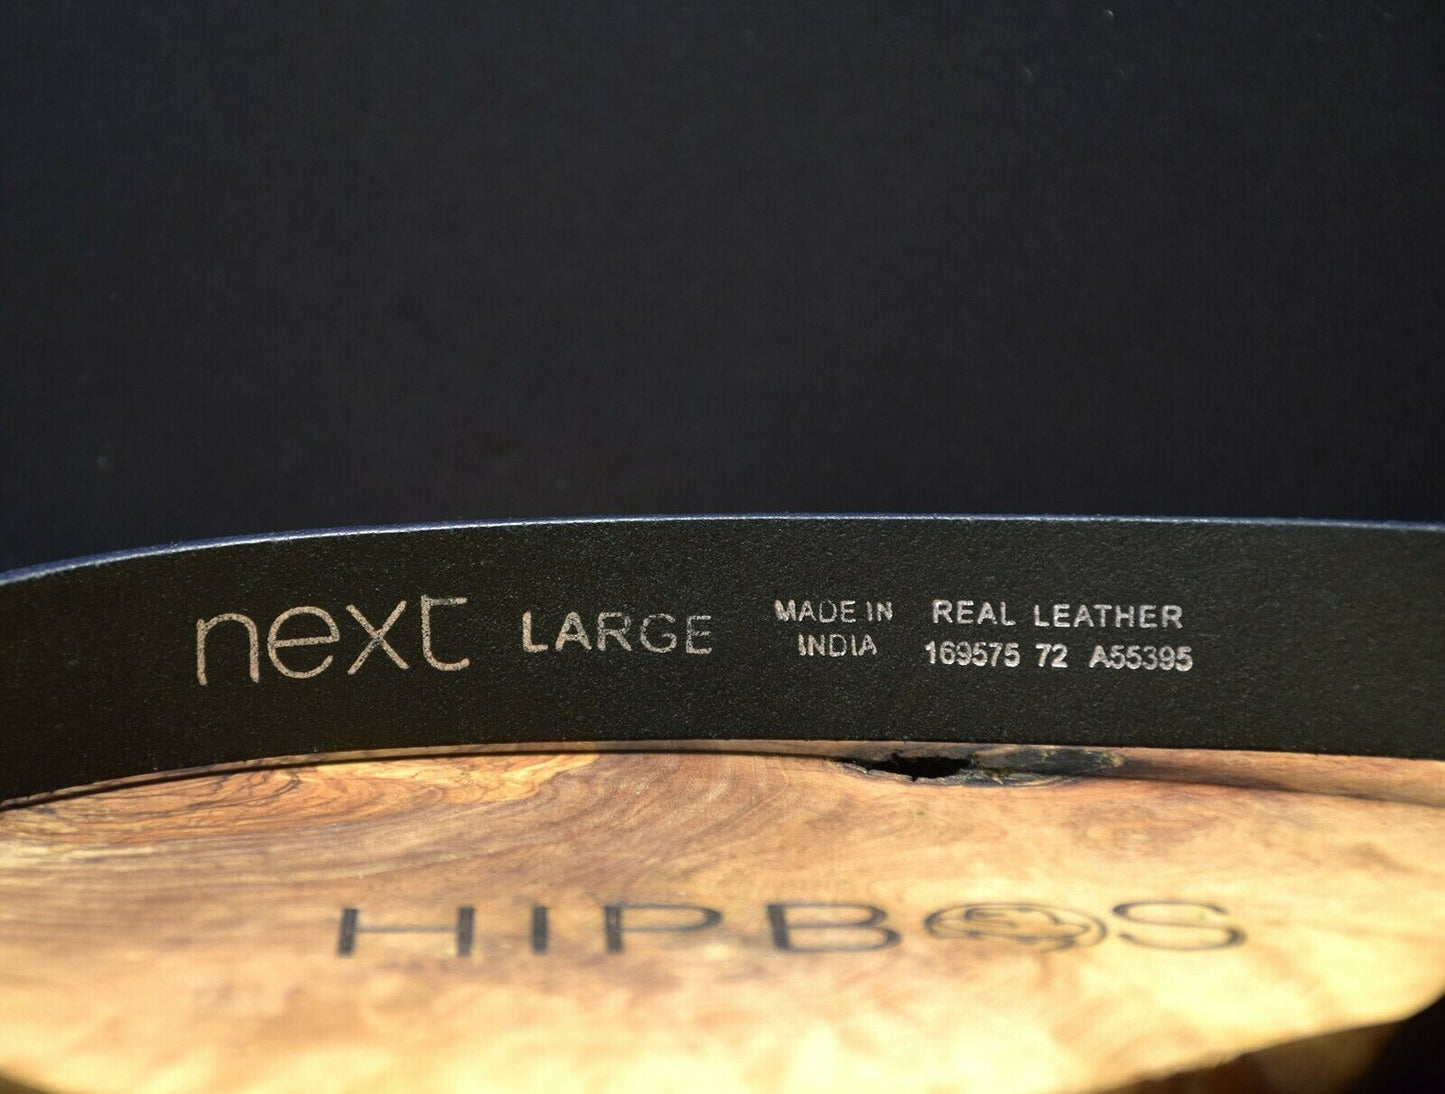 next LARGE
MADE IN
INDIA
REAL LEATHER
169575 72 A55395
HIPBOS